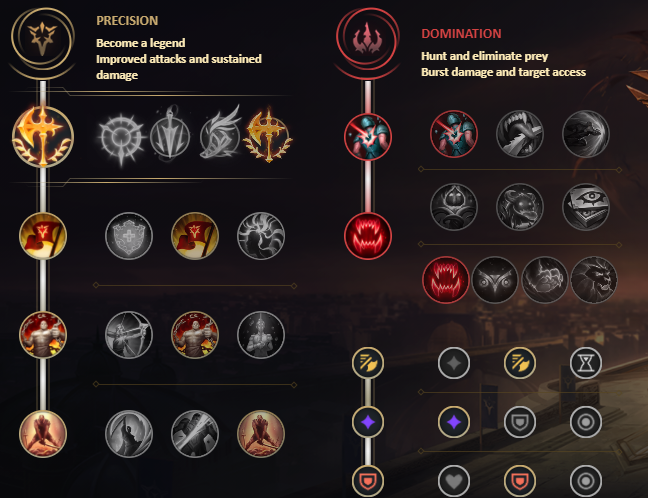 PRECISION
Become a legend
Improved attacks and sustained
damage
DOMINATION
Hunt and eliminate prey
Burst damage and target access